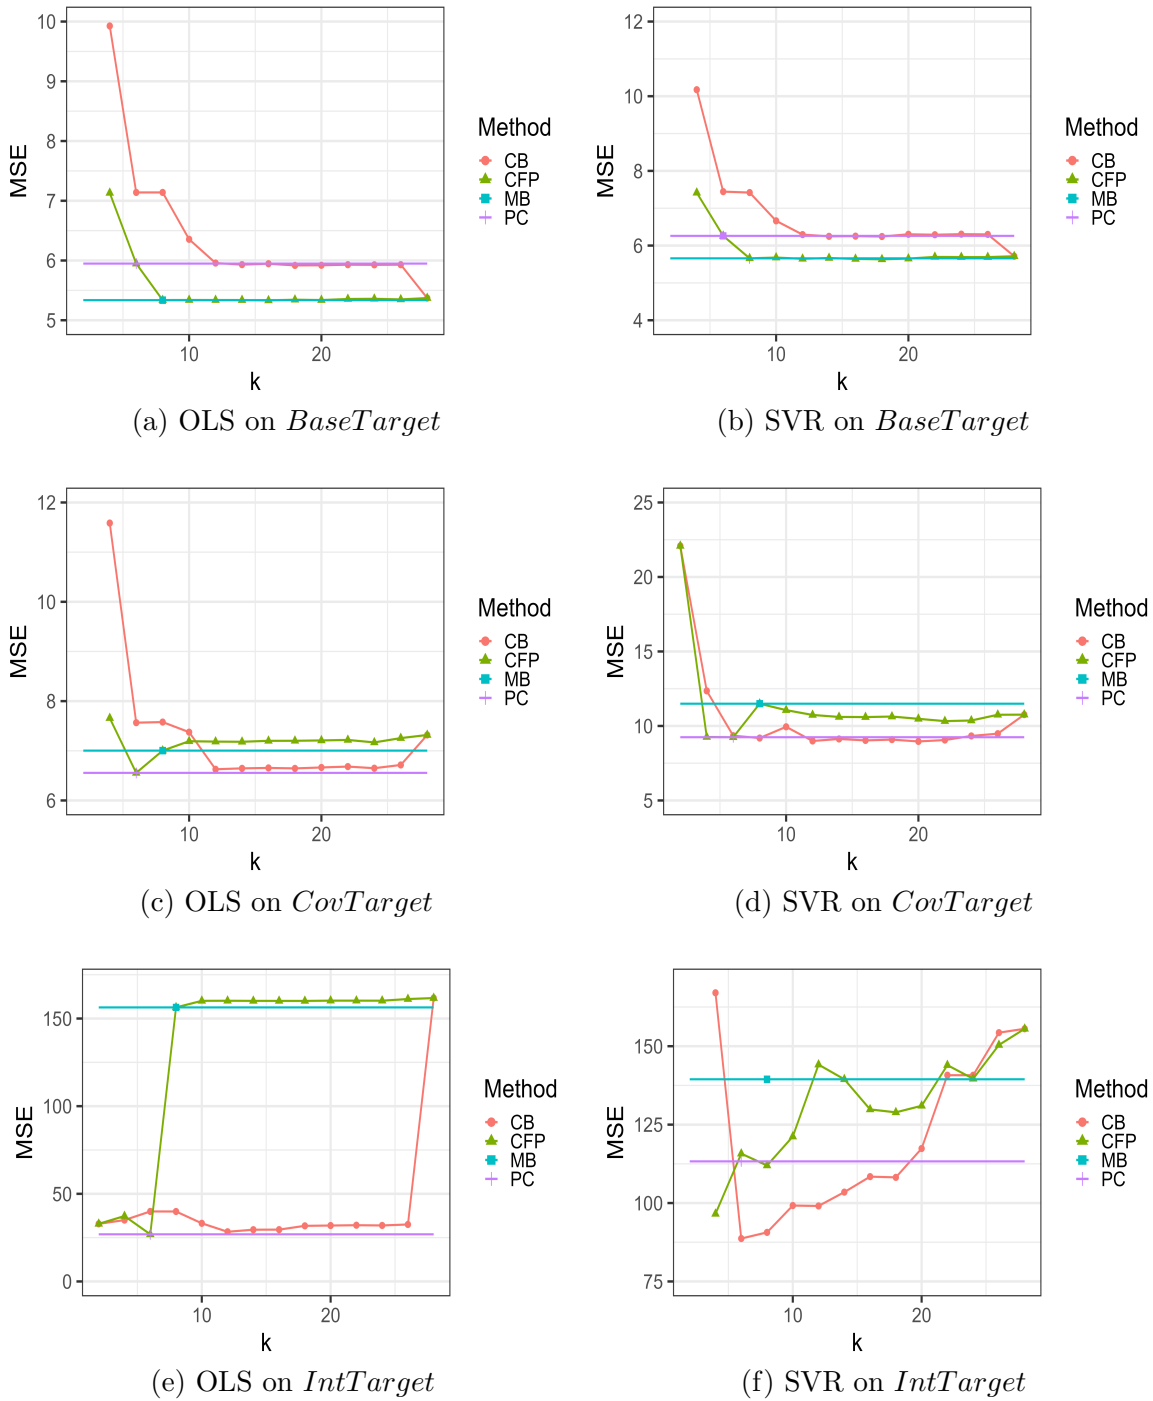 10
9
8
7
6
5
MSE
10
20
k
Method
CB
CFP
MB
PC
(a) OLS on BaseTarget
12
10
8
6
4
MSE
10
20
k
Method
CB
CFP
MB
PC
(b) SVR on BaseTarget
12
10
8
6
MSE
10
20
k
Method
CB
CFP
MB
PC
(c) OLS on CovTarget
25
20
15
10
5
MSE
10
20
k
Method
CB
CFP
MB
PC
(d) SVR on CovTarget
150
100
50
0
MSE
10
20
k
Method
CB
CFP
MB
PC
(e) OLS on IntTarget
150
125
100
75
MSE
10
20
k
Method
CB
CFP
MB
PC
(f) SVR on IntTarget